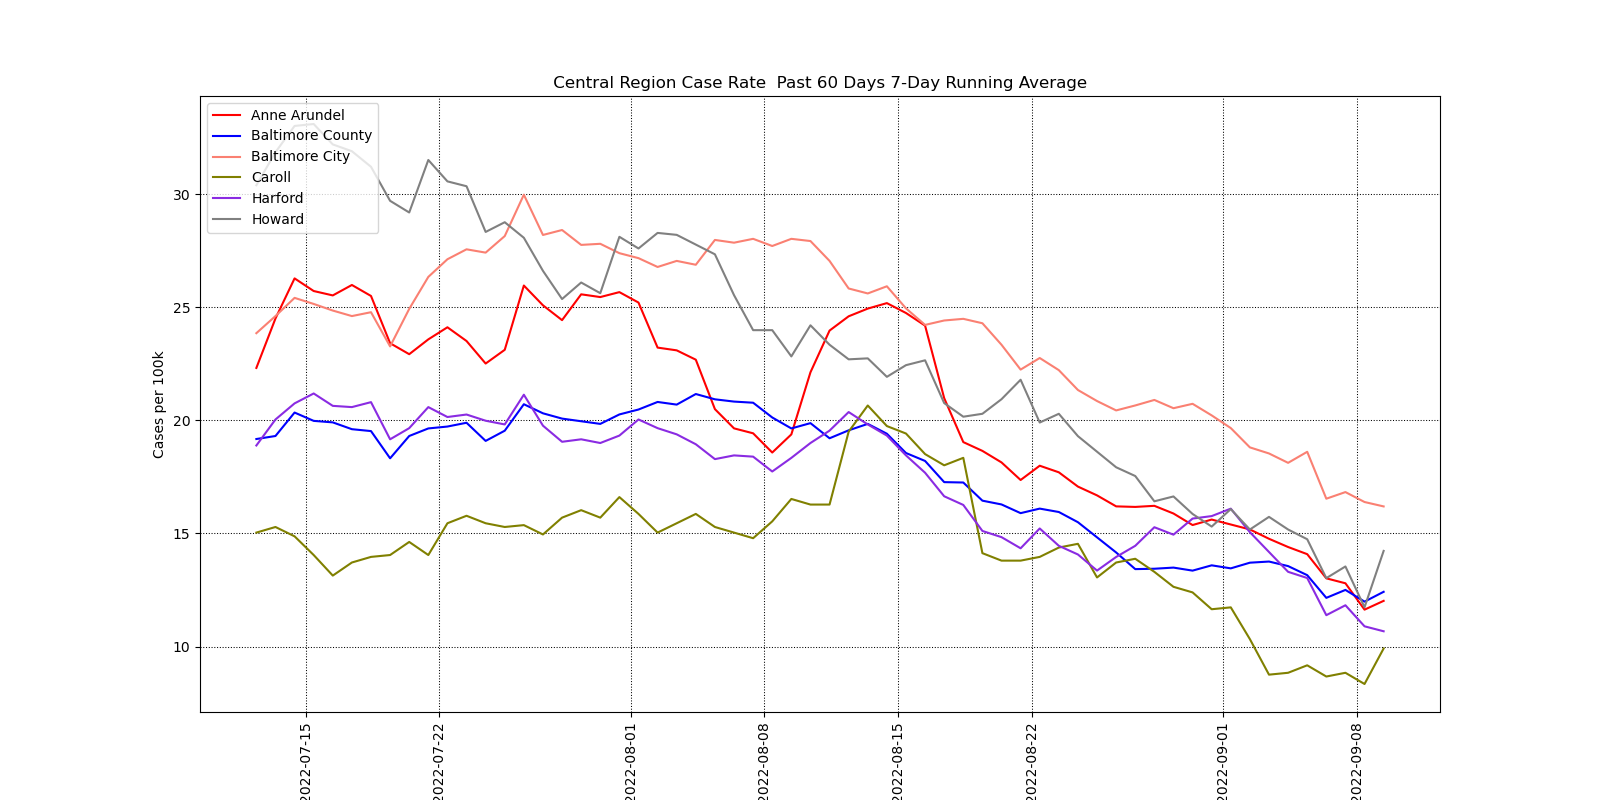 Central Region Case Rate  Past 60 Days 7-Day Running Average
Anne Arundel
Baltimore County
Baltimore City
Caroll
Harford
Howard
Cases per 100k
30
25
20
15
10
2022-07-15
2022-07-22
2022-08-01
2022-08-08
2022-08-15
2022-08-22
2022-09-01
2022-09-08